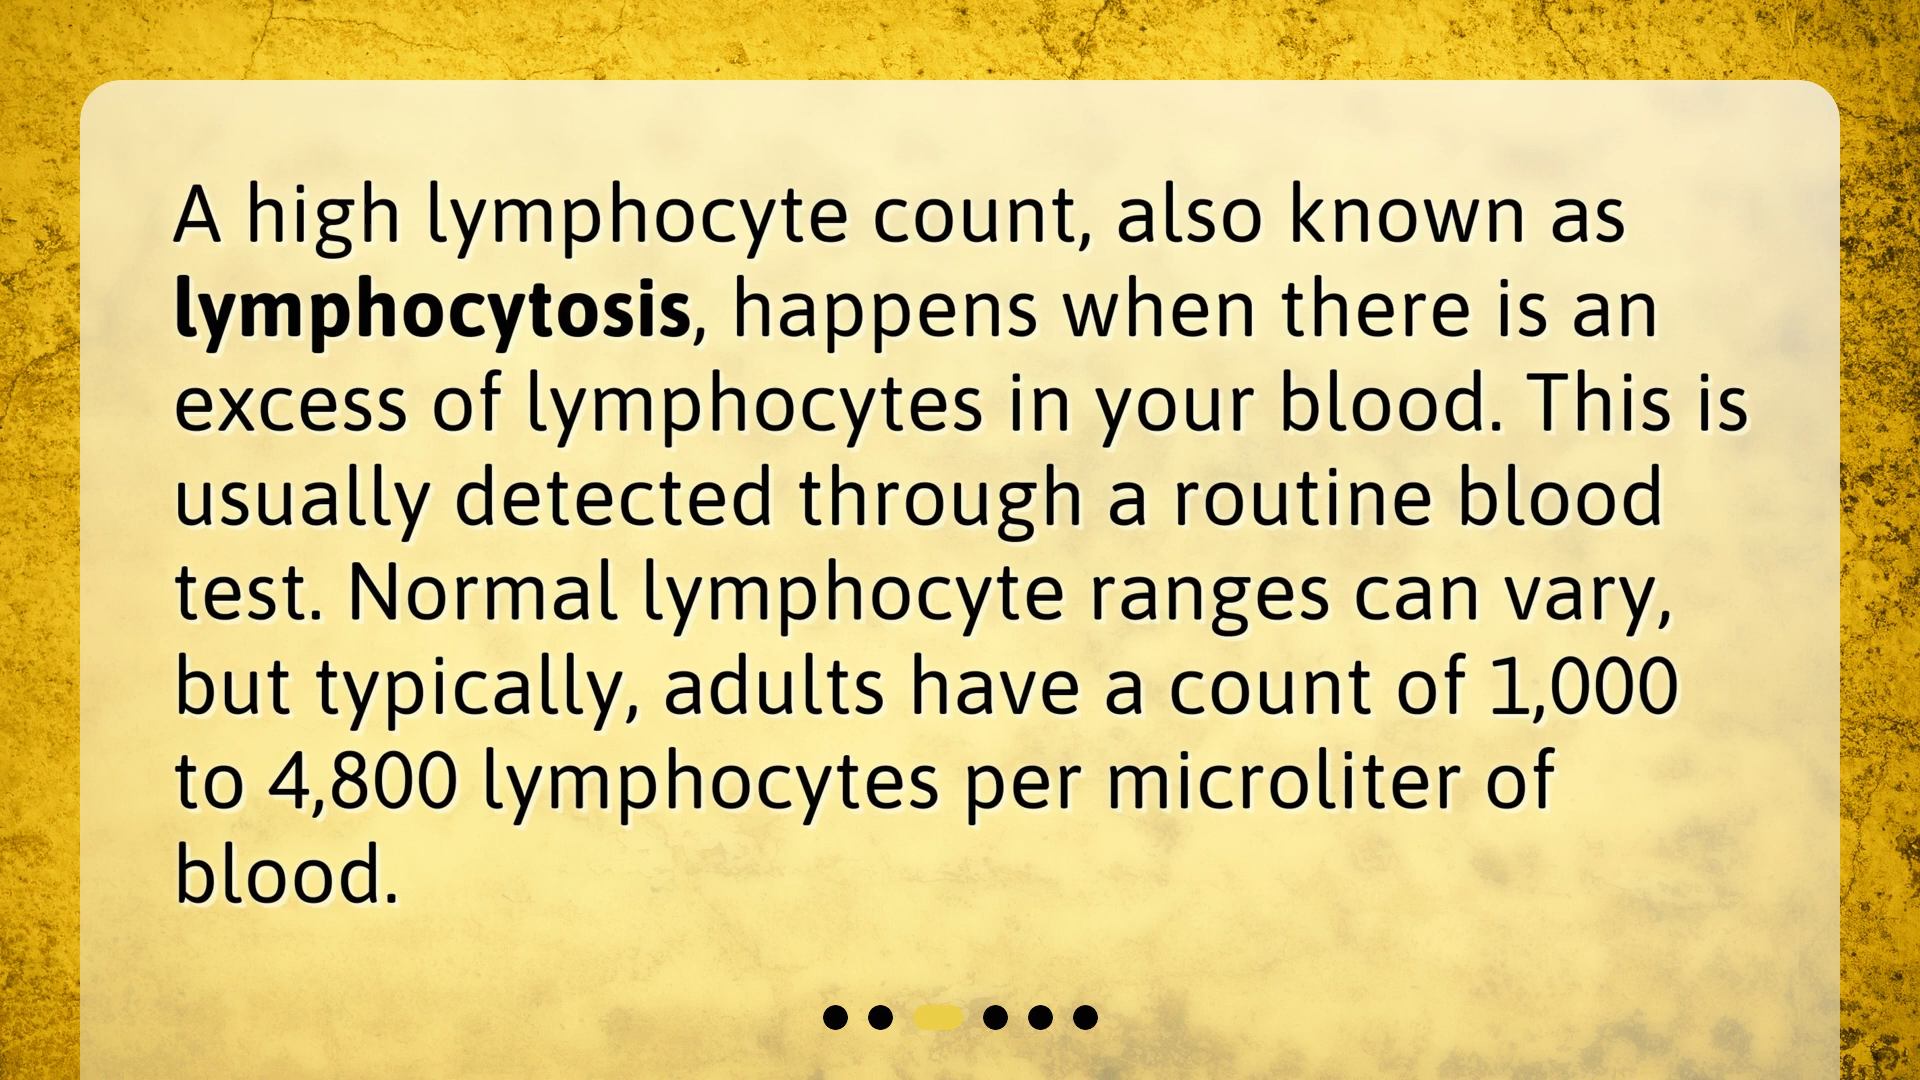 A high lymphocyte count, also known as
lymphocytosis, happens when there is an
excess of lymphocytes in your blood. This is
usually detected through a routine blood
test. Normal lymphocyte ranges can vary,
but typically, adults have a count of 1,000
to 4,800 lymphocytes per microliter of
blood.